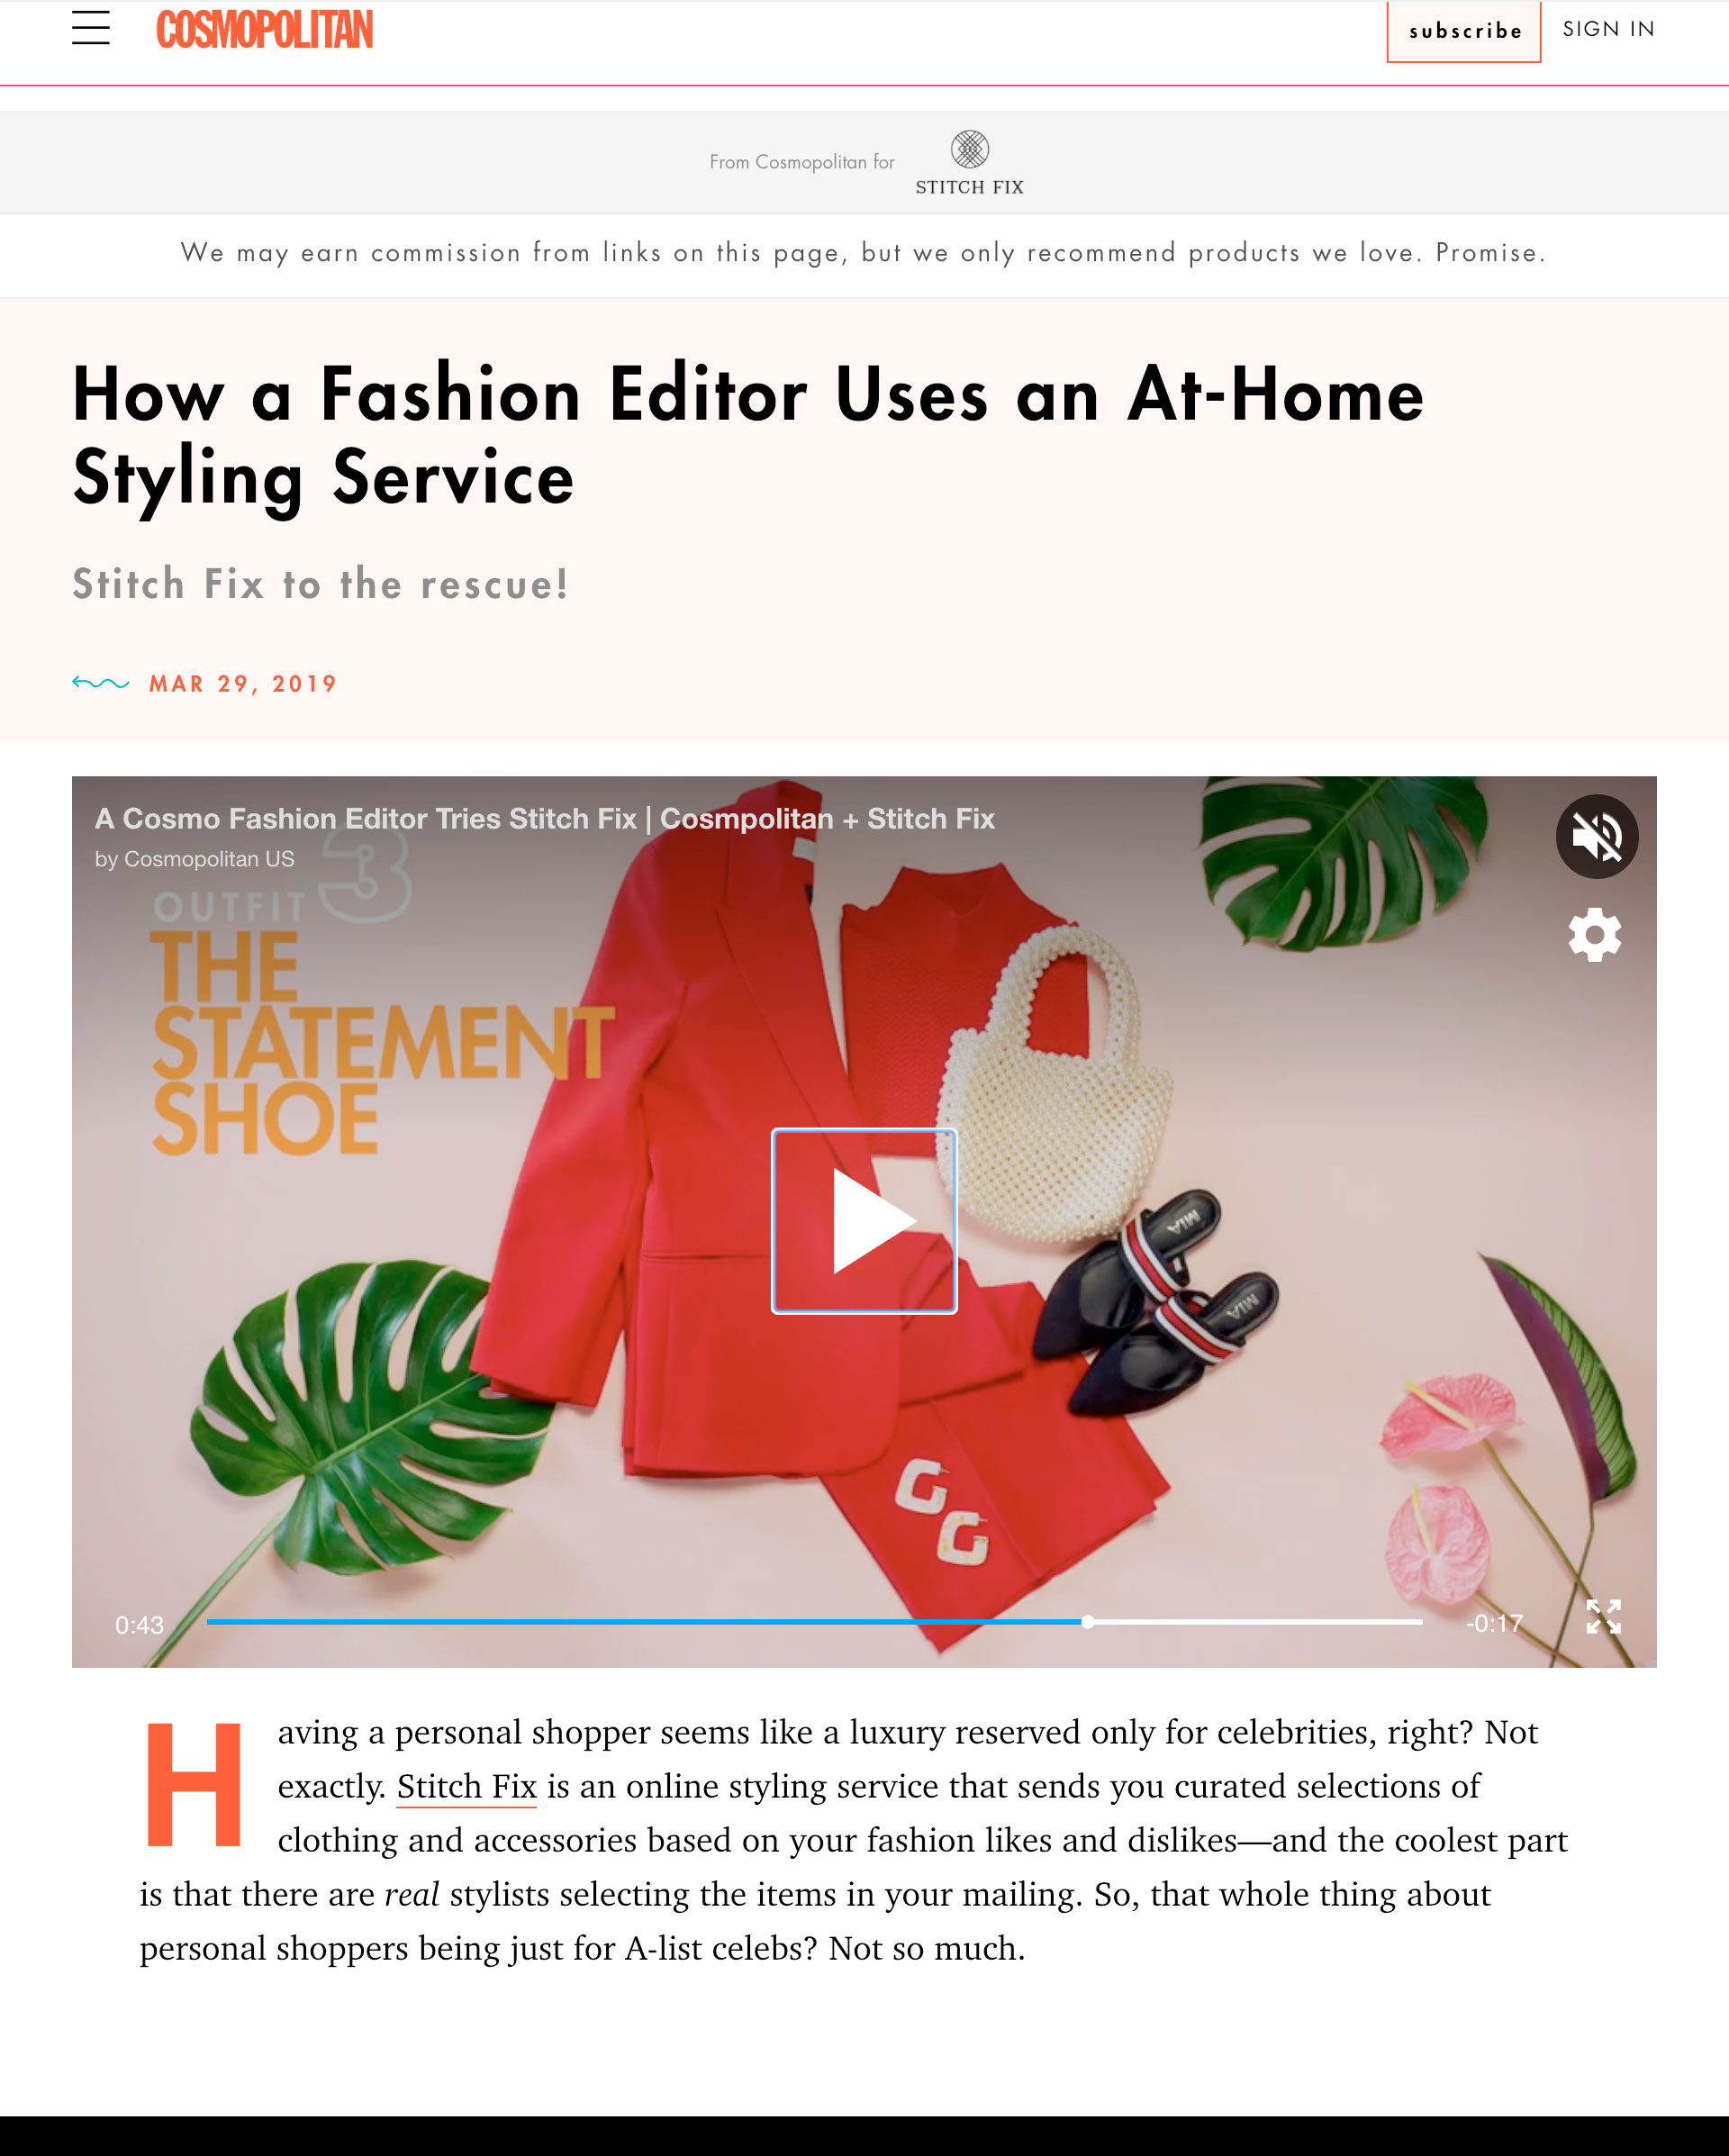 COSMOPOLITAN
subscribe
SIGN IN
From Cosmopolitan for
STITCH FIX
We may earn commission from links on this page, but we only recommend products we love. Promise.
How a Fashion Editor Uses an At-Home
Styling Service
Stitch Fix to the rescue!
MAR 29, 2019
A Cosmo Fashion Editor Tries Stitch Fix | Cosmpolitan + Stitch Fix
by Cosmopolitan US
OUTFIT 3
THE
STATEMENT
SHOE
MIA
MIA
0:43
-0:17
Having a personal shopper seems like a luxury reserved only for celebrities, right? Not
exactly. Stitch Fix is an online styling service that sends you curated selections of
clothing and accessories based on your fashion likes and dislikes—and the coolest part
is that there are real stylists selecting the items in your mailing. So, that whole thing about
personal shoppers being just for A-list celebs? Not so much.